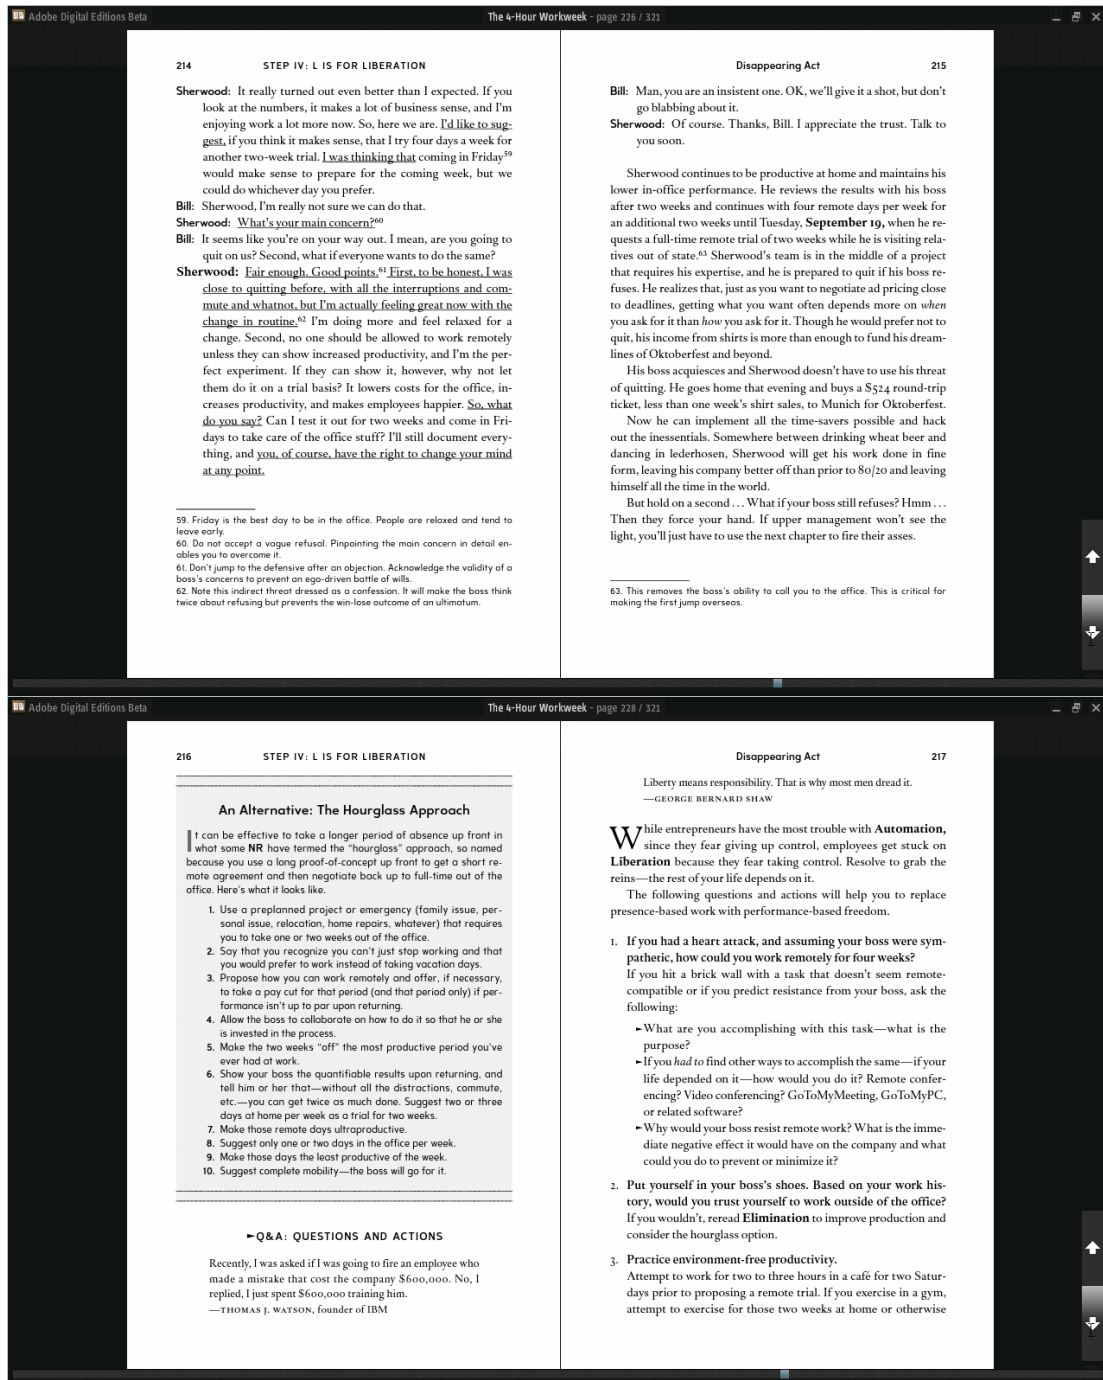 Adobe Digital Editions Beta
The 4-Hour Workweek - page 226 / 321
214 STEP IV: L IS FOR LIBERATION
Sherwood: It really turned out even better than I expected. If you
look at the numbers, it makes a lot of business sense, and I'm
enjoying work a lot more now. So, here we are. I'd like to sug-
gest, if you think it makes sense, that I try four days a week for
another two-week trial. I was thinking that coming in Friday59
would make sense to prepare for the coming week, but we
could do whichever day you prefer.
Bill: Sherwood, I'm really not sure we can do that.
Sherwood: What's your main concern?60
Bill: It seems like you're on your way out. I mean, are you going to
quit on us? Second, what if everyone wants to do the same?
Sherwood: Fair enough. Good points.61 First, to be honest, I was
close to quitting before, with all the interruptions and com-
mute and whatnot, but I'm actually feeling great now with the
change in routine.62 I'm doing more and feel relaxed for a
change. Second, no one should be allowed to work remotely
unless they can show increased productivity, and I'm the per-
fect experiment. If they can show it, however, why not let
them do it on a trial basis? It lowers costs for the office, in-
creases productivity, and makes employees happier. So, what
do you say? Can I test it out for two weeks and come in Fri-
days to take care of the office stuff? I'll still document every-
thing, and you, of course, have the right to change your mind
at any point.
59. Friday is the best day to be in the office. People are relaxed and tend to
leave early.
60. Do not accept a vague refusal. Pinpointing the main concern in detail en-
ables you to overcome it.
61. Don't jump to the defensive after an objection. Acknowledge the validity of a
boss's concerns to prevent an ego-driven battle of wills.
62. Note this indirect threat dressed as a confession. It will make the boss think
twice about refusing but prevents the win-lose outcome of an ultimatum.
Disappearing Act 215
Bill: Man, you are an insistent one. OK, we'll give it a shot, but don't
go blabbing about it.
Sherwood: Of course. Thanks, Bill. I appreciate the trust. Talk to
you soon.
Sherwood continues to be productive at home and maintains his
lower in-office performance. He reviews the results with his boss
after two weeks and continues with four remote days per week for
an additional two weeks until Tuesday, September 19, when he re-
quests a full-time remote trial of two weeks while he is visiting rela-
tives out of state.63 Sherwood's team is in the middle of a project
that requires his expertise, and he is prepared to quit if his boss re-
fuses. He realizes that, just as you want to negotiate ad pricing close
to deadlines, getting what you want often depends more on when
you ask for it than how you ask for it. Though he would prefer not to
quit, his income from shirts is more than enough to fund his dream-
lines of Oktoberfest and beyond.
His boss acquiesces and Sherwood doesn't have to use his threat
of quitting. He goes home that evening and buys a $524 round-trip
ticket, less than one week's shirt sales, to Munich for Oktoberfest.
Now he can implement all the time-savers possible and hack
out the inessentials. Somewhere between drinking wheat beer and
dancing in lederhosen, Sherwood will get his work done in fine
form, leaving his company better off than prior to 80/20 and leaving
himself all the time in the world.
But hold on a second . . . What if your boss still refuses? Hmm . . .
Then they force your hand. If upper management won't see the
light, you'll just have to use the next chapter to fire their asses.
63. This removes the boss's ability to call you to the office. This is critical for
making the first jump overseas.
Adobe Digital Editions Beta
The 4-Hour Workweek - page 228 / 321
216 STEP IV: L IS FOR LIBERATION
An Alternative: The Hourglass Approach
It can be effective to take a longer period of absence up front in
what some NR have termed the "hourglass" approach, so named
because you use a long proof-of-concept up front to get a short re-
mote agreement and then negotiate back up to full-time out of the
office. Here's what it looks like.
1. Use a preplanned project or emergency (family issue, per-
sonal issue, relocation, home repairs, whatever) that requires
you to take one or two weeks out of the office.
2. Say that you recognize you can't just stop working and that
you would prefer to work instead of taking vacation days.
3. Propose how you can work remotely and offer, if necessary,
to take a pay cut for that period (and that period only) if per-
formance isn't up to par upon returning.
4. Allow the boss to collaborate on how to do it so that he or she
is invested in the process.
5. Make the two weeks "off" the most productive period you've
ever had at work.
6. Show your boss the quantifiable results upon returning, and
tell him or her that—without all the distractions, commute,
etc.—you can get twice as much done. Suggest two or three
days at home per week as a trial for two weeks.
7. Make those remote days ultraproductive.
8. Suggest only one or two days in the office per week.
9. Make those days the least productive of the week.
10. Suggest complete mobility—the boss will go for it.
►Q&A: QUESTIONS AND ACTIONS
Recently, I was asked if I was going to fire an employee who
made a mistake that cost the company $600,000. No, I
replied, I just spent $600,000 training him.
—THOMAS J. WATSON, founder of IBM
Disappearing Act 217
Liberty means responsibility. That is why most men dread it.
—GEORGE BERNARD SHAW
While entrepreneurs have the most trouble with Automation,
since they fear giving up control, employees get stuck on
Liberation because they fear taking control. Resolve to grab the
reins—the rest of your life depends on it.
The following questions and actions will help you to replace
presence-based work with performance-based freedom.
1. If you had a heart attack, and assuming your boss were sym-
pathetic, how could you work remotely for four weeks?
If you hit a brick wall with a task that doesn't seem remote-
compatible or if you predict resistance from your boss, ask the
following:
►What are you accomplishing with this task—what is the
purpose?
►If you had to find other ways to accomplish the same—if your
life depended on it—how would you do it? Remote confer-
encing? Video conferencing? GoToMyMeeting, GoToMyPC,
or related software?
►Why would your boss resist remote work? What is the imme-
diate negative effect it would have on the company and what
could you do to prevent or minimize it?
2. Put yourself in your boss's shoes. Based on your work his-
tory, would you trust yourself to work outside of the office?
If you wouldn't, reread Elimination to improve production and
consider the hourglass option.
3. Practice environment-free productivity.
Attempt to work for two to three hours in a café for two Satur-
days prior to proposing a remote trial. If you exercise in a gym,
attempt to exercise for those two weeks at home or otherwise